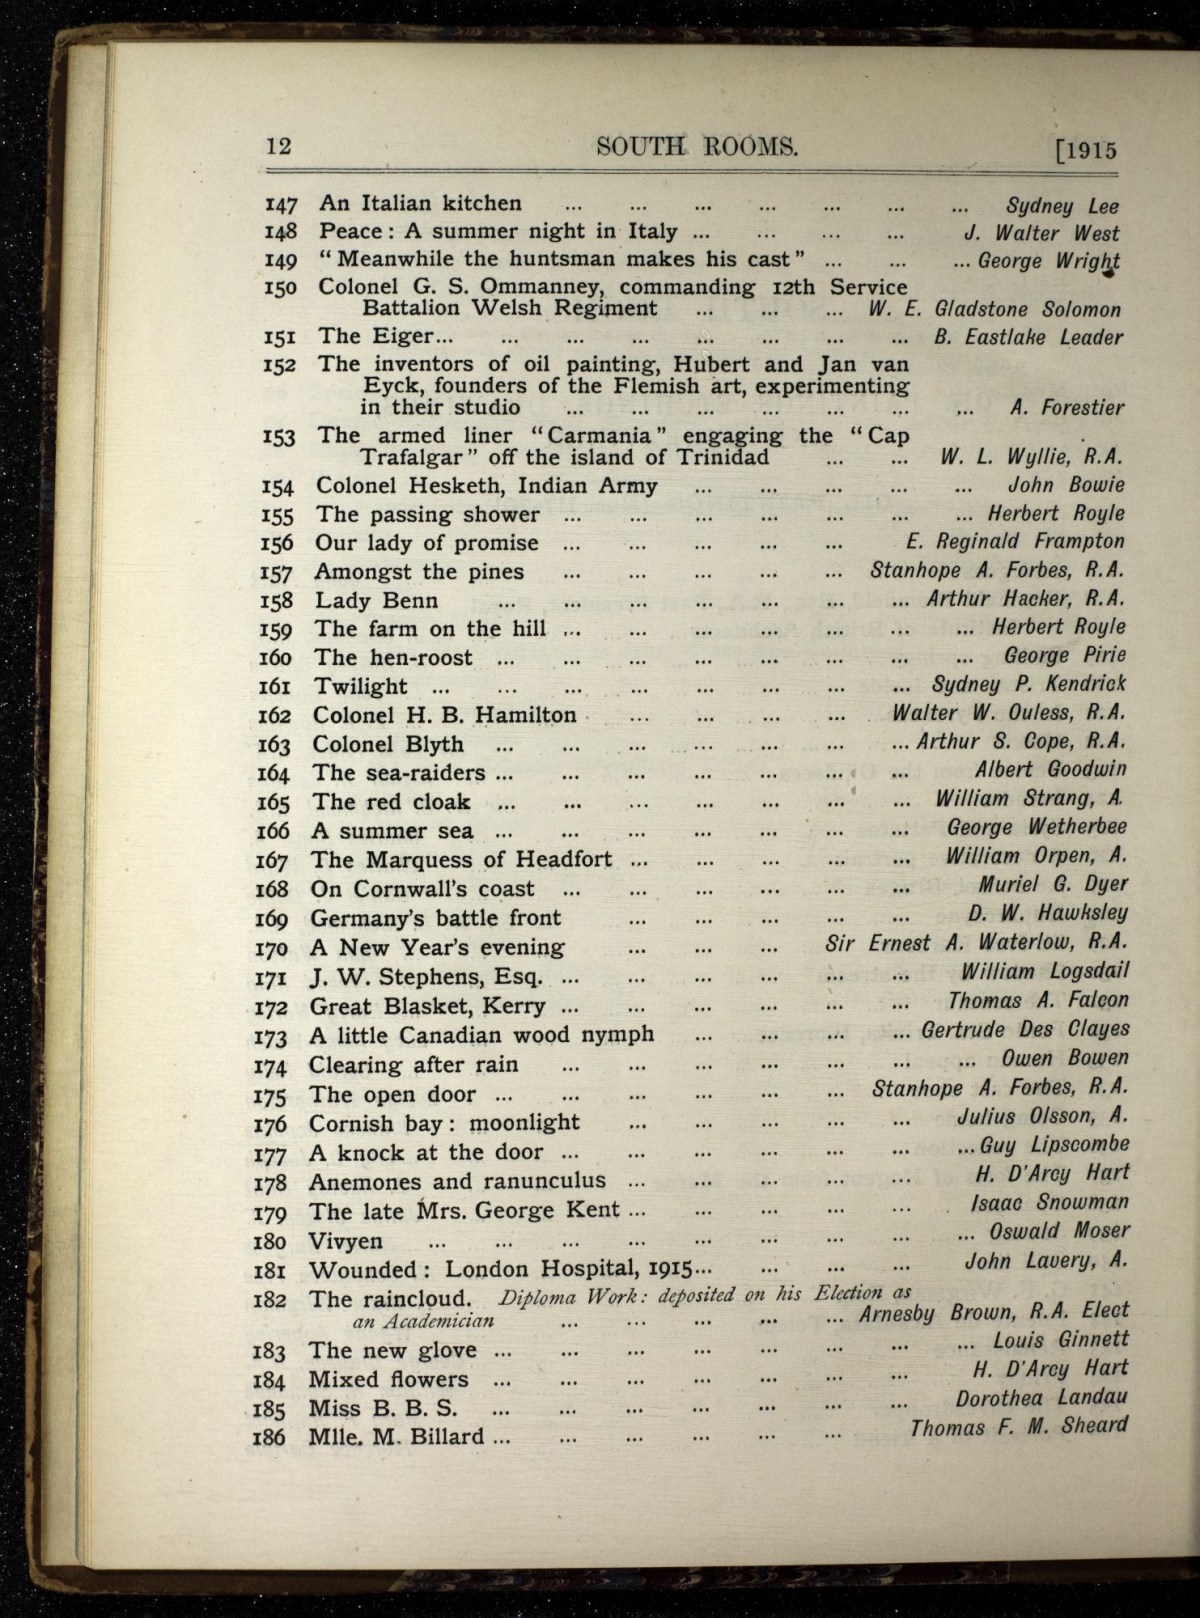 12 SOUTH ROOMS. [1915
147 An Italian kitchen ... ... ... ... ... ... ... Sydney Lee
148 Peace: A summer night in Italy ... ... ... ... J. Walter West
149 "Meanwhile the huntsman makes his cast" ... ... ... George Wright
150 Colonel G. S. Ommanney, commanding 12th Service
Battalion Welsh Regiment ... ... ... W. E. Gladstone Solomon
151 The Eiger... ... ... ... ... ... ... ... B. Eastlake Leader
152 The inventors of oil painting, Hubert and Jan van
Eyck, founders of the Flemish art, experimenting
in their studio ... ... ... ... ... ... ... A. Forestier
153 The armed liner "Carmania" engaging the "Cap
Trafalgar" off the island of Trinidad ... ... W. L. Wyllie, R.A.
154 Colonel Hesketh, Indian Army ... ... ... ... ... John Bowie
155 The passing shower ... ... ... ... ... ... ... Herbert Royle
156 Our lady of promise ... ... ... ... ... E. Reginald Frampton
157 Amongst the pines ... ... ... ... ... Stanhope A. Forbes, R.A.
158 Lady Benn ... ... ... ... ... ... ... Arthur Hacker, R.A.
159 The farm on the hill ... ... ... ... ... ... ... Herbert Royle
160 The hen-roost ... ... ... ... ... ... ... ... George Pirie
161 Twilight ... ... ... ... ... ... ... ... Sydney P. Kendrick
162 Colonel H. B. Hamilton ... ... ... ... Walter W. Ouless, R.A.
163 Colonel Blyth ... ... ... ... ... ... ... Arthur S. Cope, R.A.
164 The sea-raiders ... ... ... ... ... ... ... Albert Goodwin
165 The red cloak ... ... ... ... ... ... ... William Strang, A.
166 A summer sea ... ... ... ... ... ... ... George Wetherbee
167 The Marquess of Headfort ... ... ... ... ... William Orpen, A.
168 On Cornwall's coast ... ... ... ... ... ... Muriel G. Dyer
169 Germany's battle front ... ... ... ... ... D. W. Hawksley
170 A New Year's evening ... ... ... Sir Ernest A. Waterlow, R.A.
171 J. W. Stephens, Esq. ... ... ... ... ... ... William Logsdail
172 Great Blasket, Kerry ... ... ... ... ... ... Thomas A. Falcon
173 A little Canadian wood nymph ... ... ... ... Gertrude Des Clayes
174 Clearing after rain ... ... ... ... ... ... ... Owen Bowen
175 The open door ... ... ... ... ... ... Stanhope A. Forbes, R.A.
176 Cornish bay: moonlight ... ... ... ... ... Julius Olsson, A.
177 A knock at the door ... ... ... ... ... ... ... Guy Lipscombe
178 Anemones and ranunculus ... ... ... ... ... H. D'Arcy Hart
179 The late Mrs. George Kent ... ... ... ... ... Isaac Snowman
180 Vivyen ... ... ... ... ... ... ... ... ... Oswald Moser
181 Wounded: London Hospital, 1915... ... ... ... John Lavery, A.
182 The raincloud. Diploma Work: deposited on his Election as
an Academician ... ... ... ... ... Arnesby Brown, R.A. Elect
183 The new glove ... ... ... ... ... ... ... ... Louis Ginnett
184 Mixed flowers ... ... ... ... ... ... ... H. D'Arcy Hart
185 Miss B. B. S. ... ... ... ... ... ... ... Dorothea Landau
186 Mlle. M. Billard ... ... ... ... ... ... Thomas F. M. Sheard